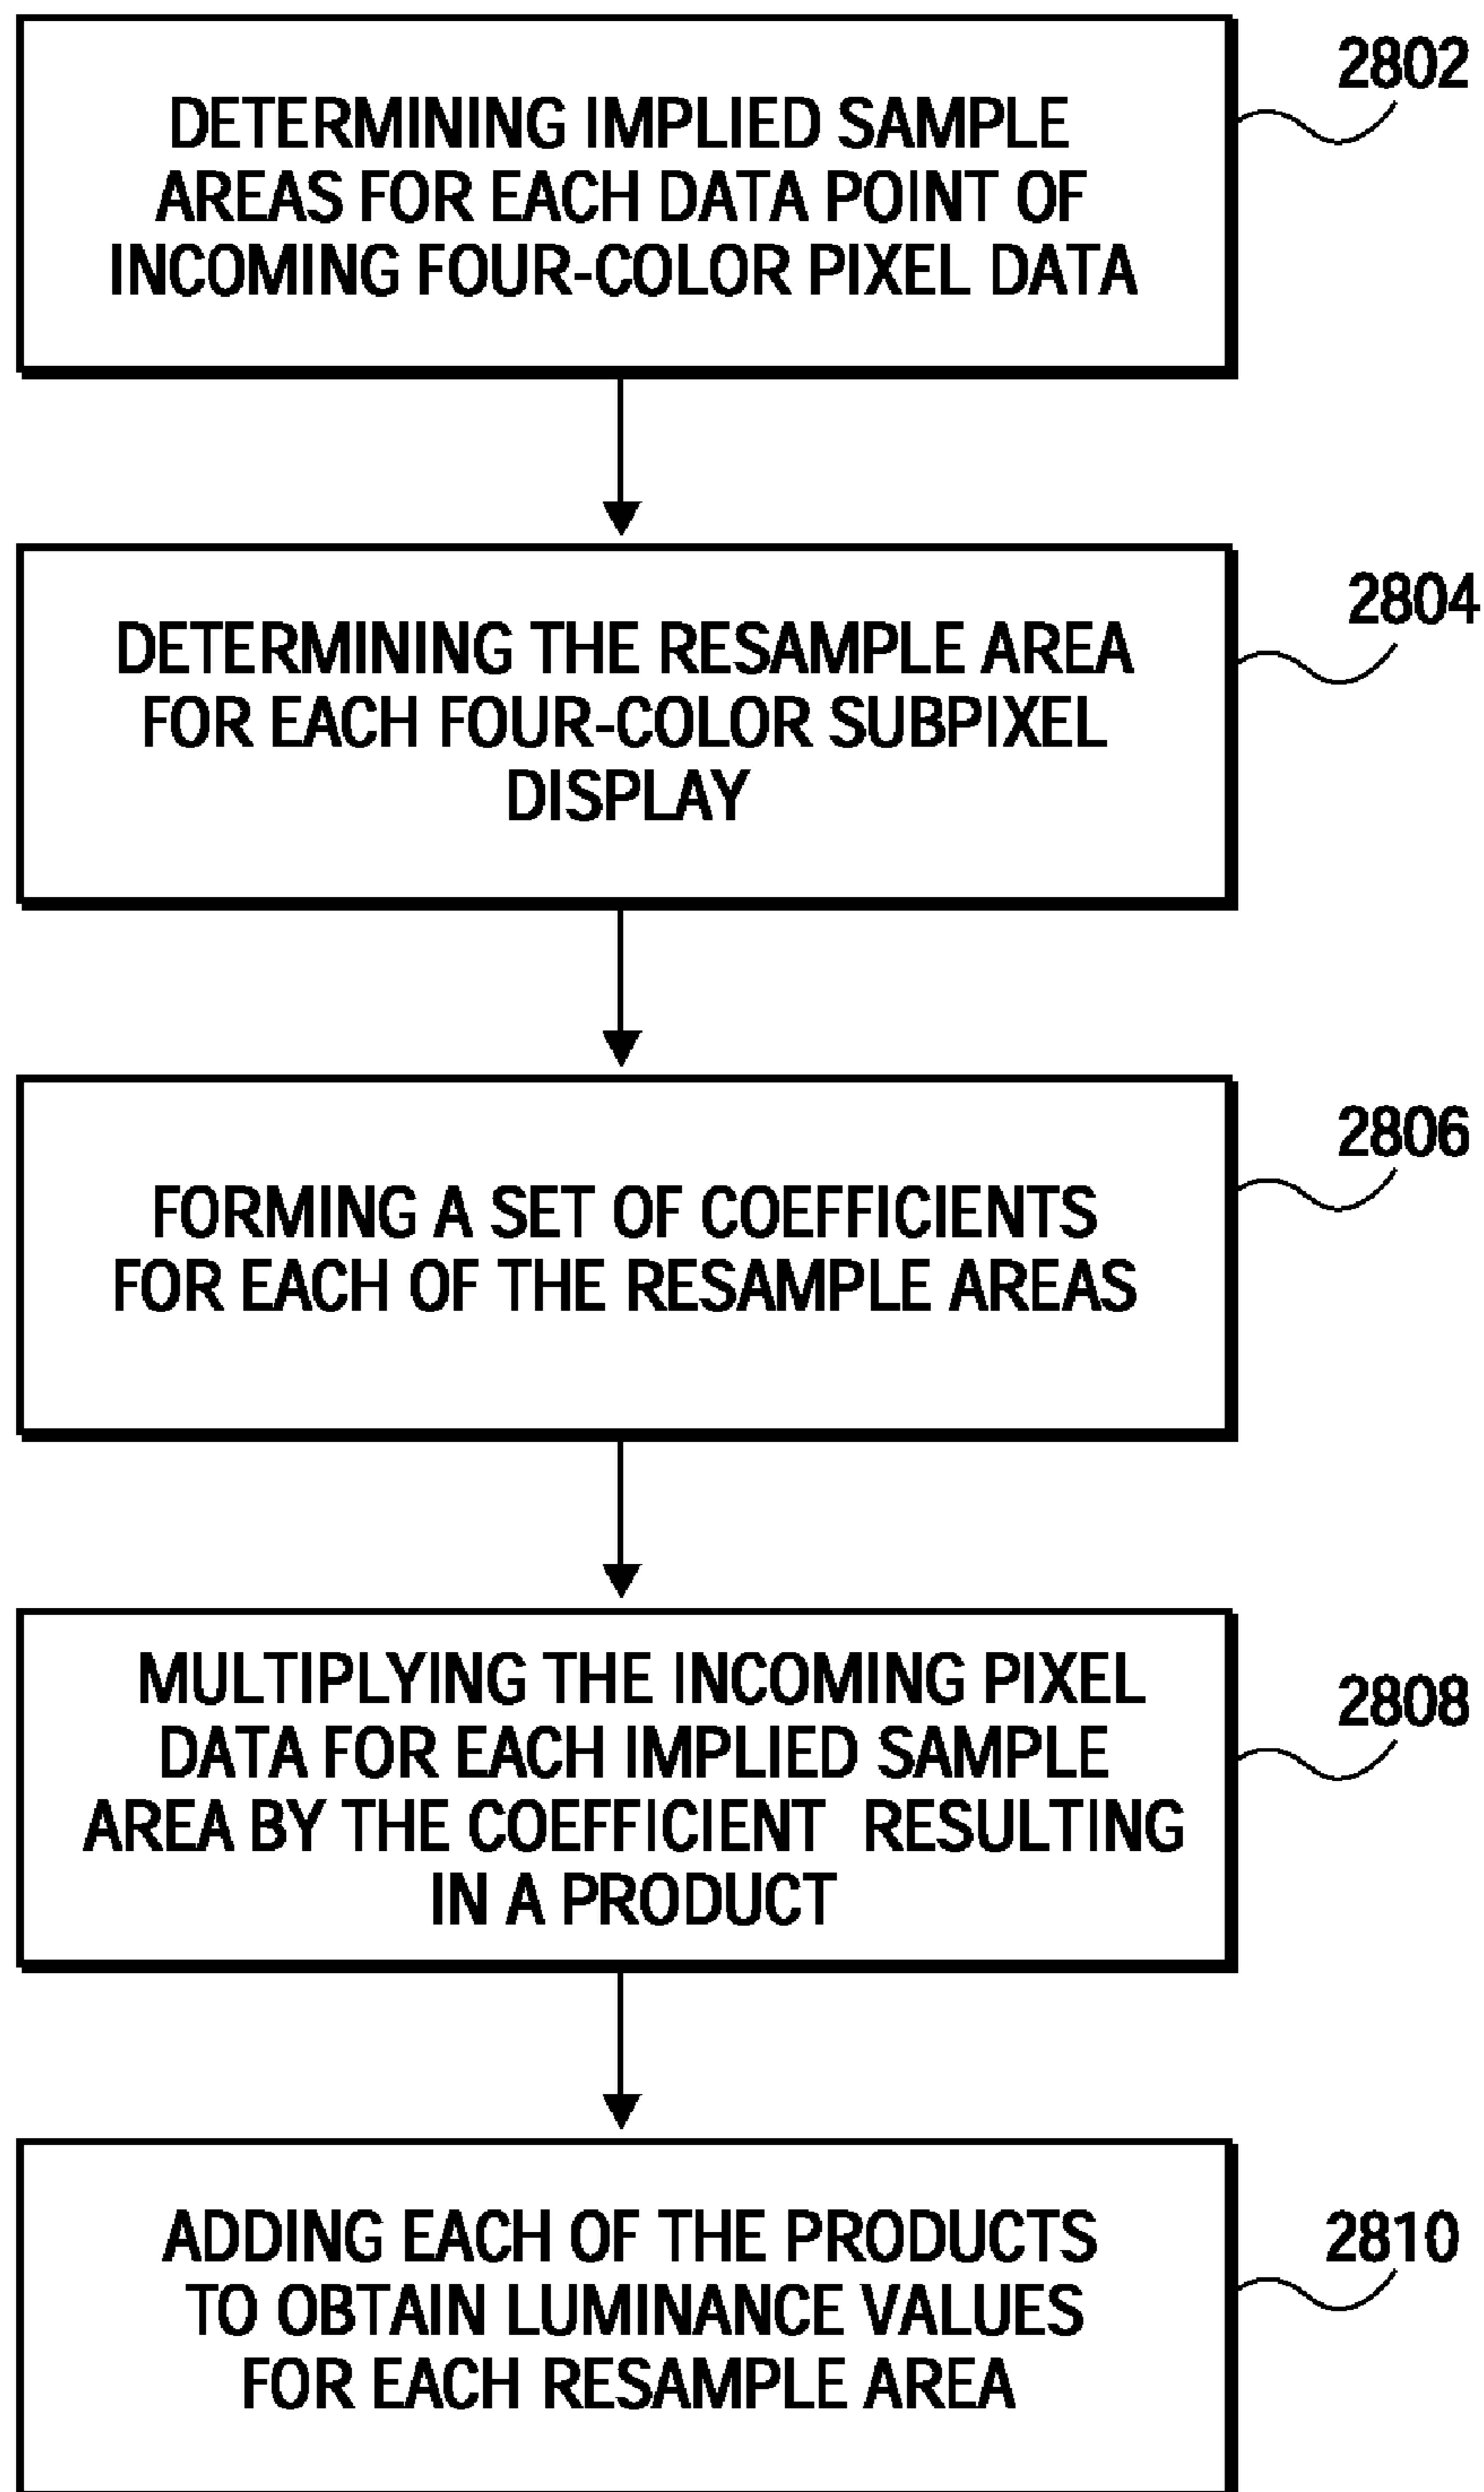 2802
DETERMINING IMPLIED SAMPLE
AREAS FOR EACH DATA POINT OF
INCOMING FOUR-COLOR PIXEL DATA
2804
DETERMINING THE RESAMPLE AREA
FOR EACH FOUR-COLOR SUBPIXEL
DISPLAY
2806
FORMING A SET OF COEFFICIENTS
FOR EACH OF THE RESAMPLE AREAS
2808
MULTIPLYING THE INCOMING PIXEL
DATA FOR EACH IMPLIED SAMPLE
AREA BY THE COEFFICIENT RESULTING
IN A PRODUCT
2810
ADDING EACH OF THE PRODUCTS
TO OBTAIN LUMINANCE VALUES
FOR EACH RESAMPLE AREA